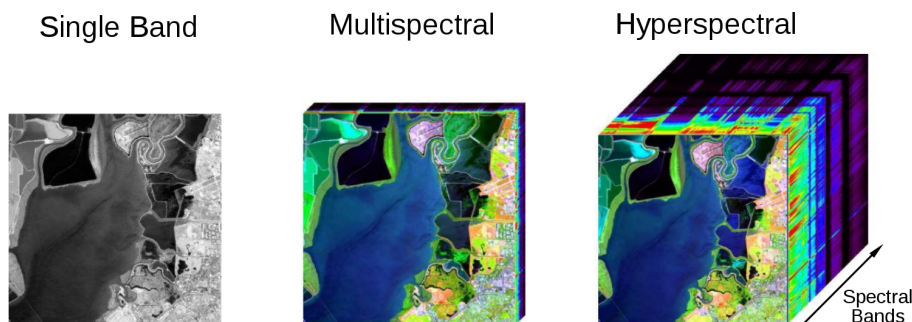 Single Band
Multispectral
Hyperspectral
Spectral
Bands